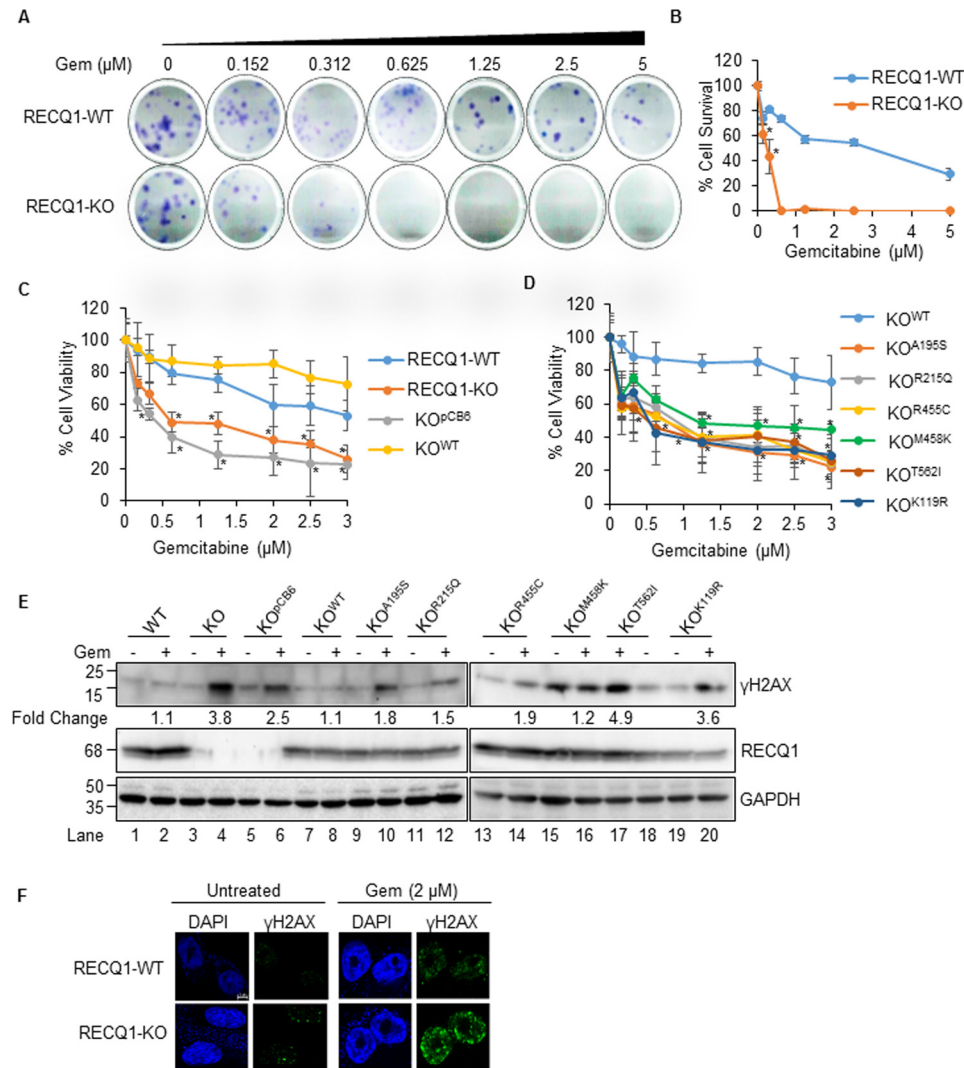 A
Gem (µM)
0 0.152 0.312 0.625 1.25 2.5 5
RECQ1-WT
RECQ1-KO
B
% Cell Survival
120
100
80
60
40
20
0
0 1 2 3 4 5
Gemcitabine (µM)
RECQ1-WT
RECQ1-KO
* *
C
% Cell Viability
120
100
80
60
40
20
0
0 0.5 1 1.5 2 2.5 3
Gemcitabine (µM)
RECQ1-WT
RECQ1-KO
KOpCB6
KOWT
D
% Cell Viability
120
100
80
60
40
20
0
0 0.5 1 1.5 2 2.5 3
Gemcitabine (µM)
KOWT
KOA195S
KOR215Q
KOR455C
KOM458K
KOT562I
KOK119R
E
WT KO KOpCB6 KOWT KOA195S KOR215Q KOR455C KOM458K KOT562I KOK119R
Gem - + - + - + - + - + - + - + - + + - - +
25
15
γH2AX
Fold Change 1.1 3.8 2.5 1.1 1.8 1.5 1.9 1.2 4.9 3.6
68
RECQ1
50
35
GAPDH
Lane 1 2 3 4 5 6 7 8 9 10 11 12 13 14 15 16 17 18 19 20
F
Untreated Gem (2 µM)
DAPI γH2AX DAPI γH2AX
RECQ1-WT
RECQ1-KO